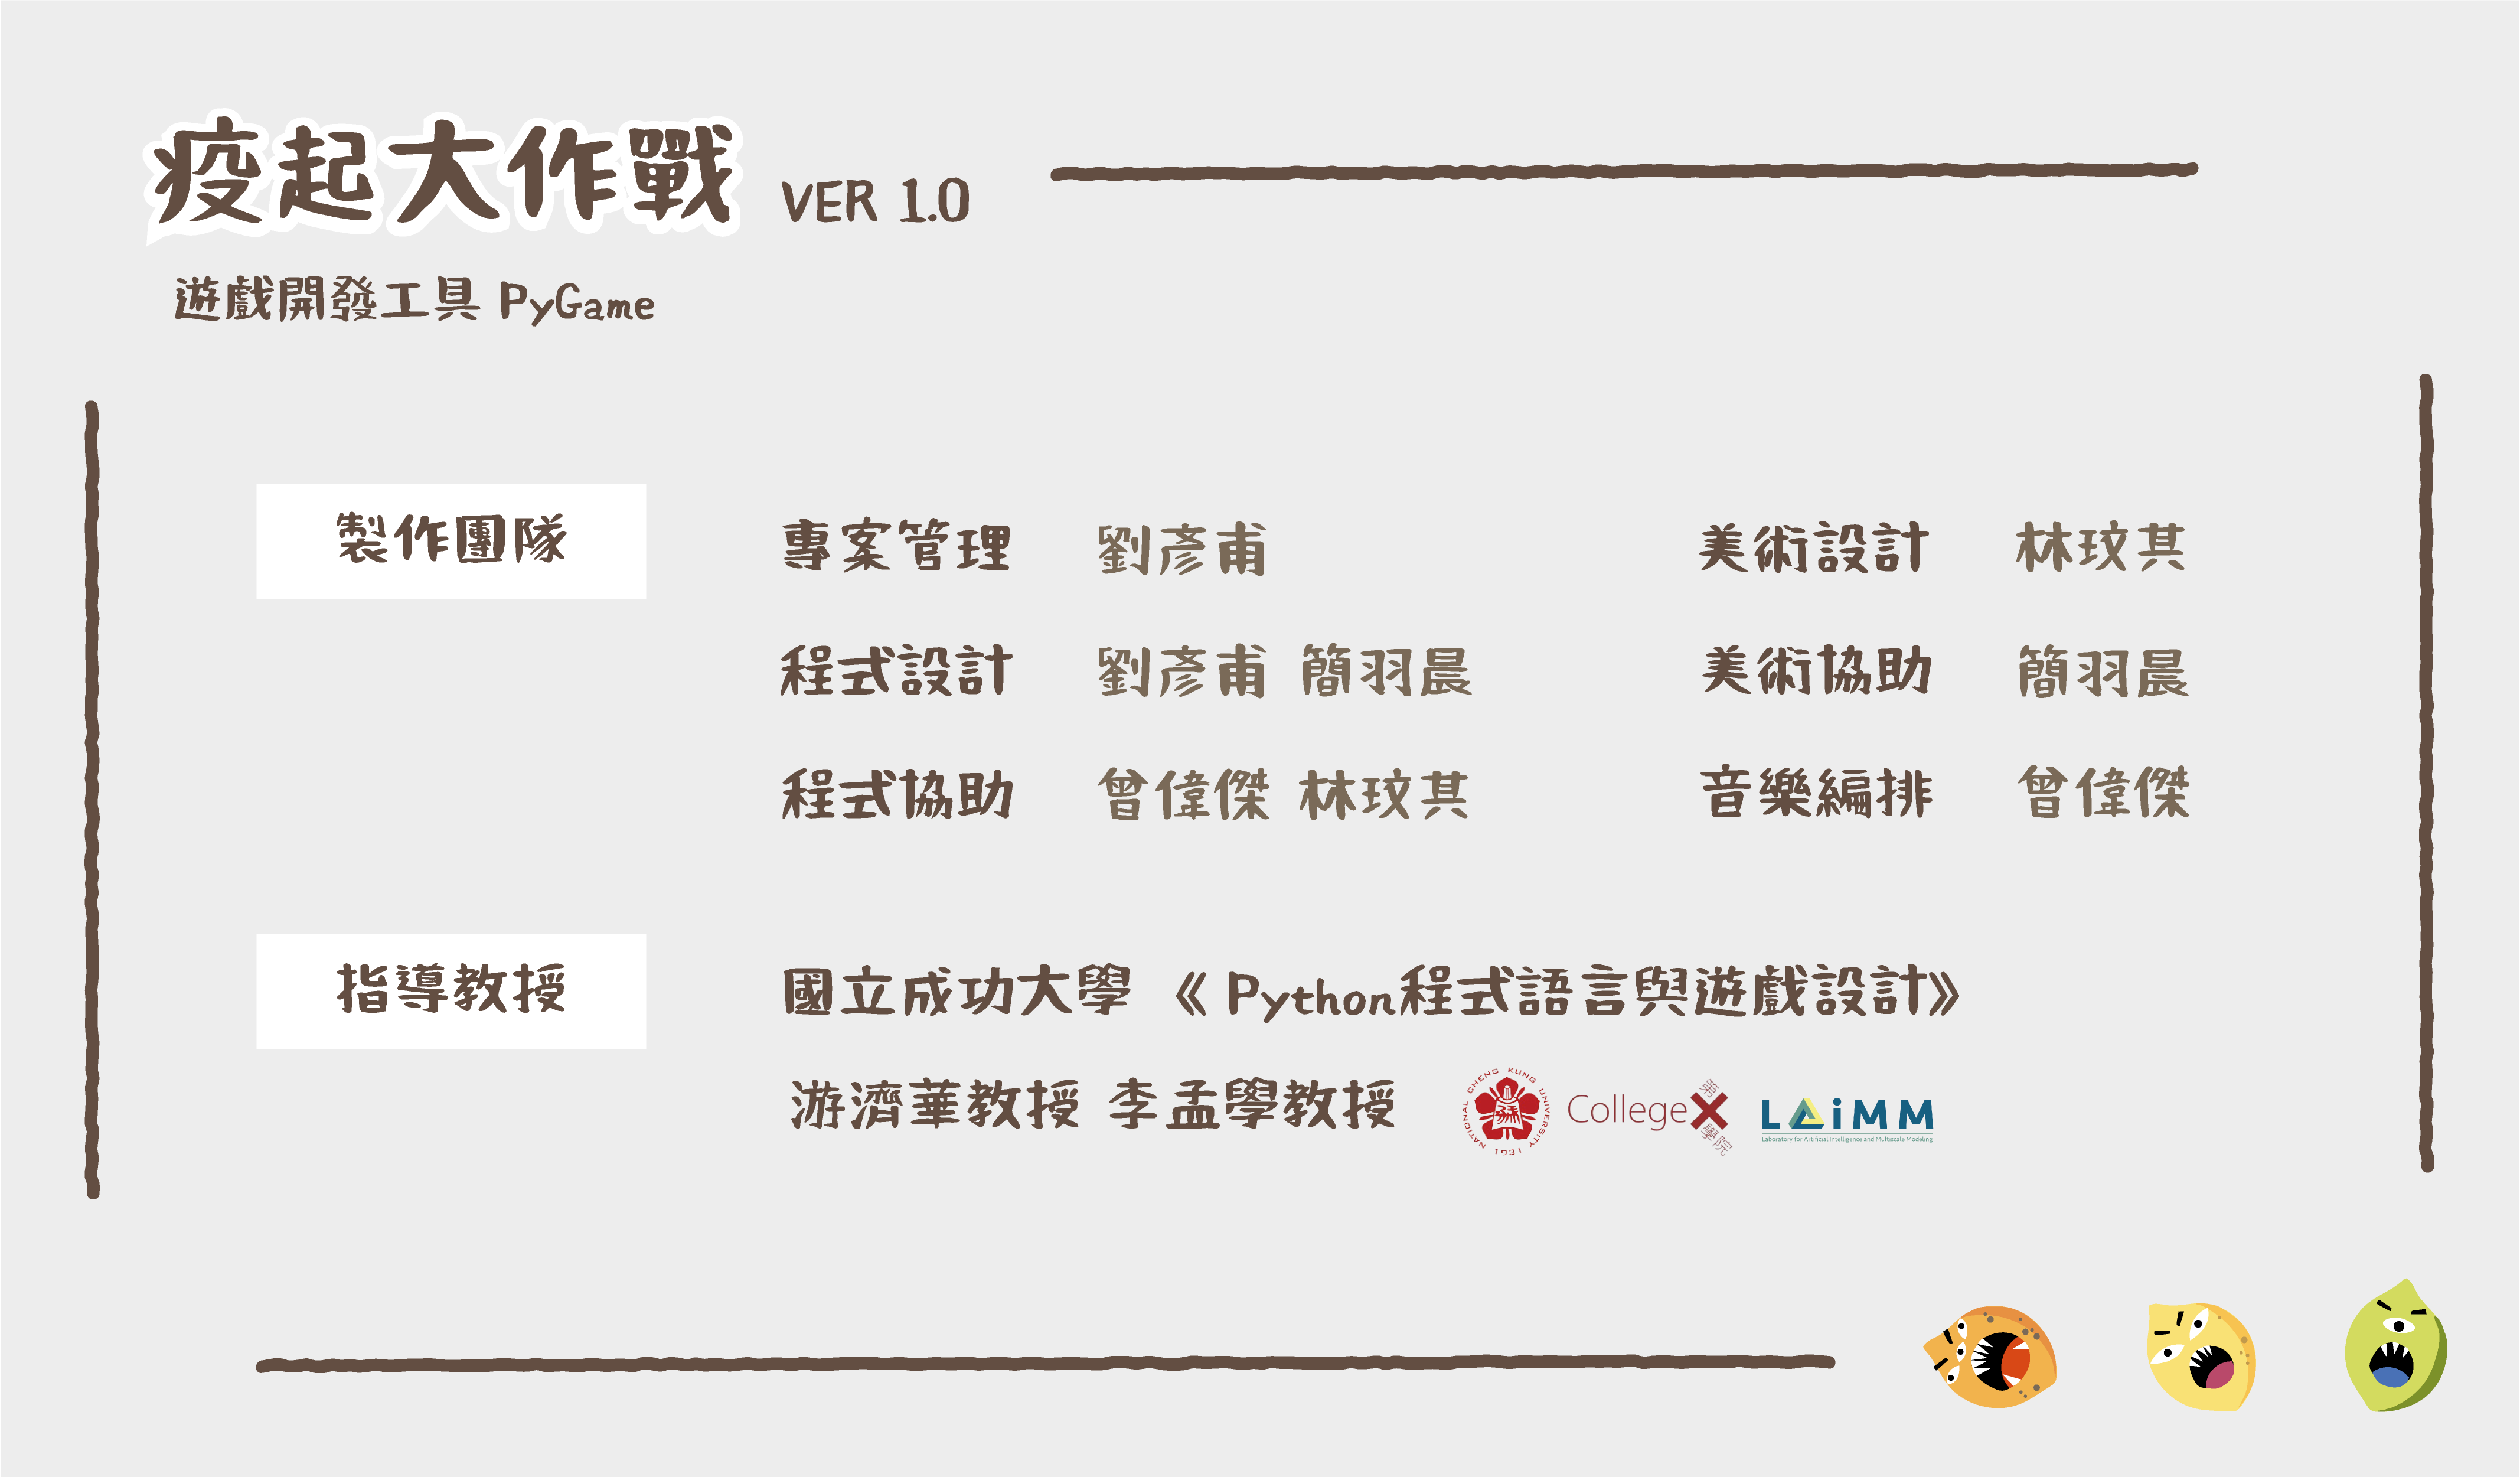 疫起大作戰 VER 1.0
遊戲開發工具 PyGame
製作團隊 專案管理 劉彥甫 美術設計 林玟其
程式設計 劉彥甫 簡羽晨 美術協助 簡羽晨
程式協助 曾偉傑 林玟其 音樂編排 曾偉傑
指導教授 國立成功大學 《 Python程式語言與遊戲設計》
游濟華教授 李孟學教授
NATIONAL CHENG KUNG UNIVERSITY 1931
CollegeX 學院
LAiMM
Laboratory for Artificial Intelligence and Multiscale Modeling